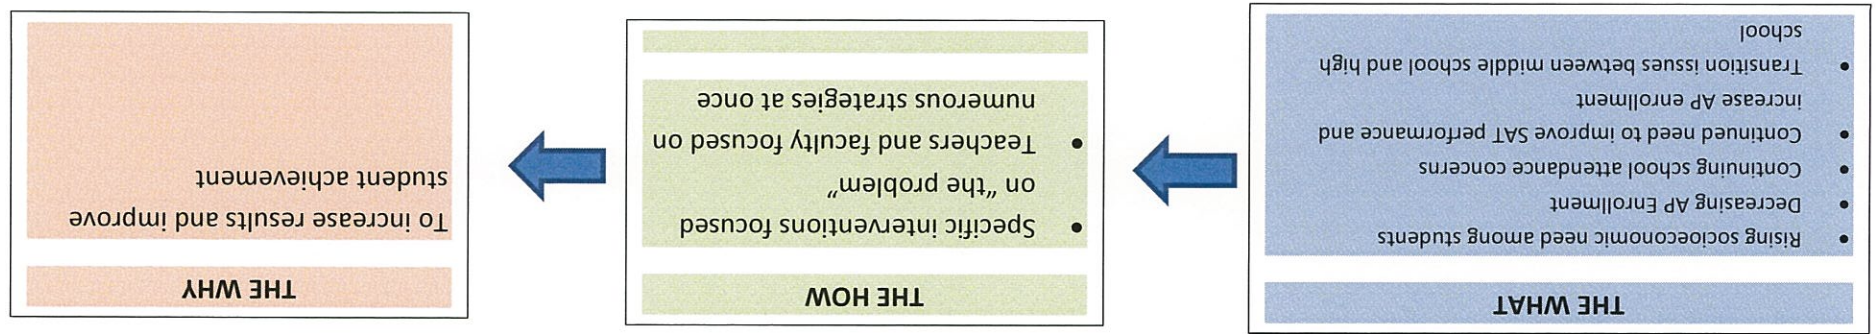 THE WHAT
• Rising socioeconomic need among students
• Decreasing AP Enrollment
• Continuing school attendance concerns
• Continued need to improve SAT performance and
increase AP enrollment
• Transition issues between middle school and high
school
THE HOW
• Specific interventions focused
on "the problem"
• Teachers and faculty focused on
numerous strategies at once
THE WHY
To increase results and improve
student achievement